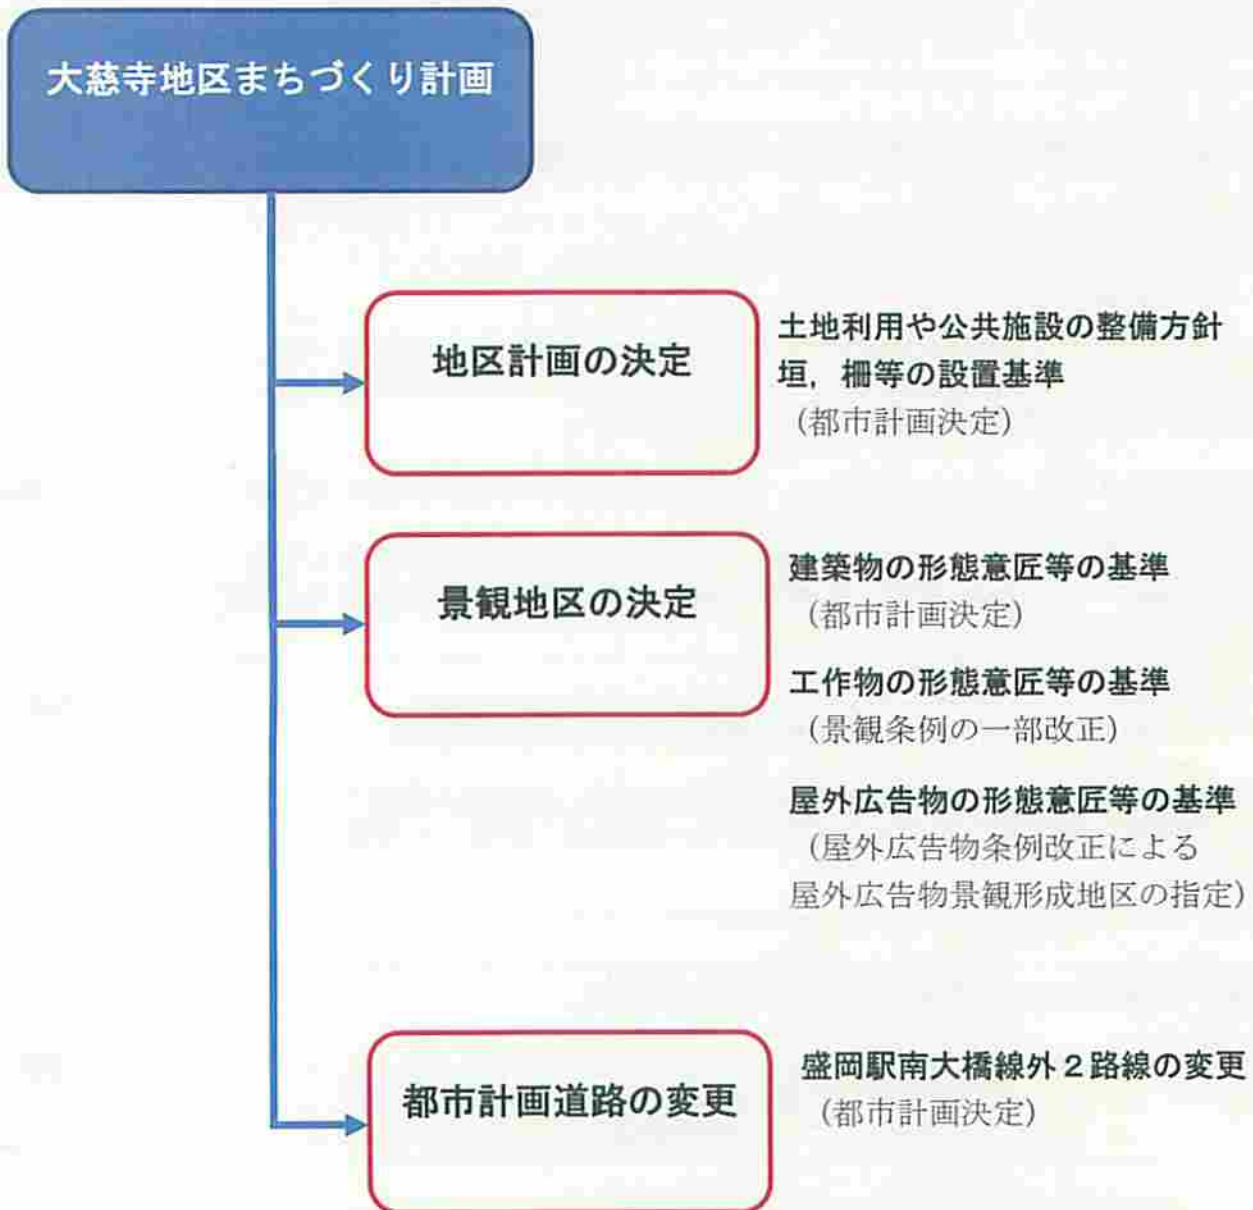 大慈寺地区まちづくり計画
地区計画の決定
土地利用や公共施設の整備方針
垣，柵等の設置基準
（都市計画決定）
景観地区の決定
建築物の形態意匠等の基準
（都市計画決定）
工作物の形態意匠等の基準
（景観条例の一部改正）
屋外広告物の形態意匠等の基準
（屋外広告物条例改正による
屋外広告物景観形成地区の指定）
都市計画道路の変更
盛岡駅南大橋線外２路線の変更
（都市計画決定）